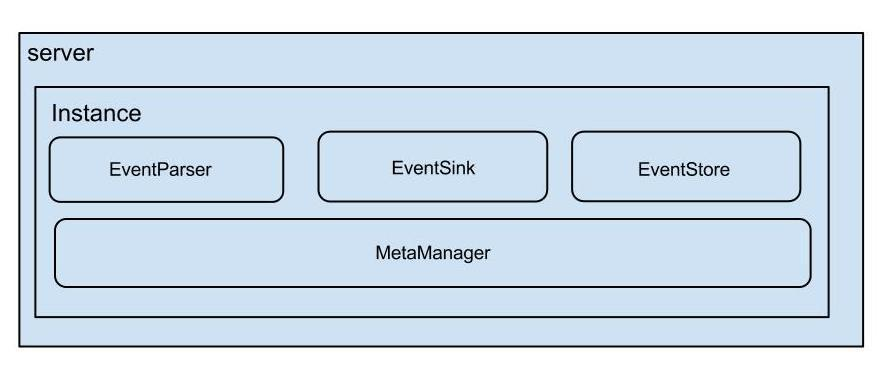 server
Instance
EventParser
EventSink
EventStore
MetaManager